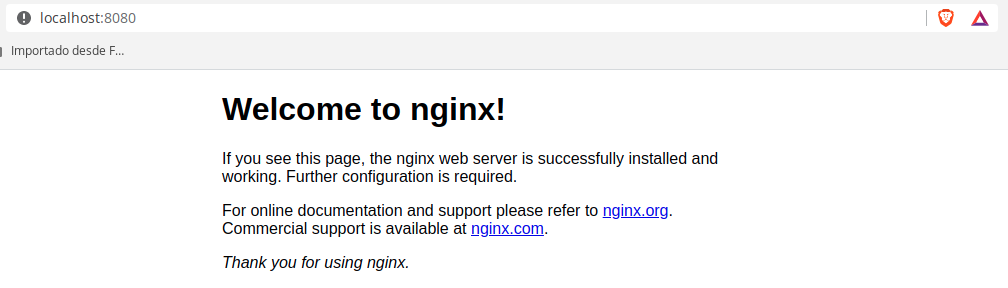 localhost:8080
Importado desde F...
Welcome to nginx!
If you see this page, the nginx web server is successfully installed and
working. Further configuration is required.
For online documentation and support please refer to nginx.org.
Commercial support is available at nginx.com.
Thank you for using nginx.